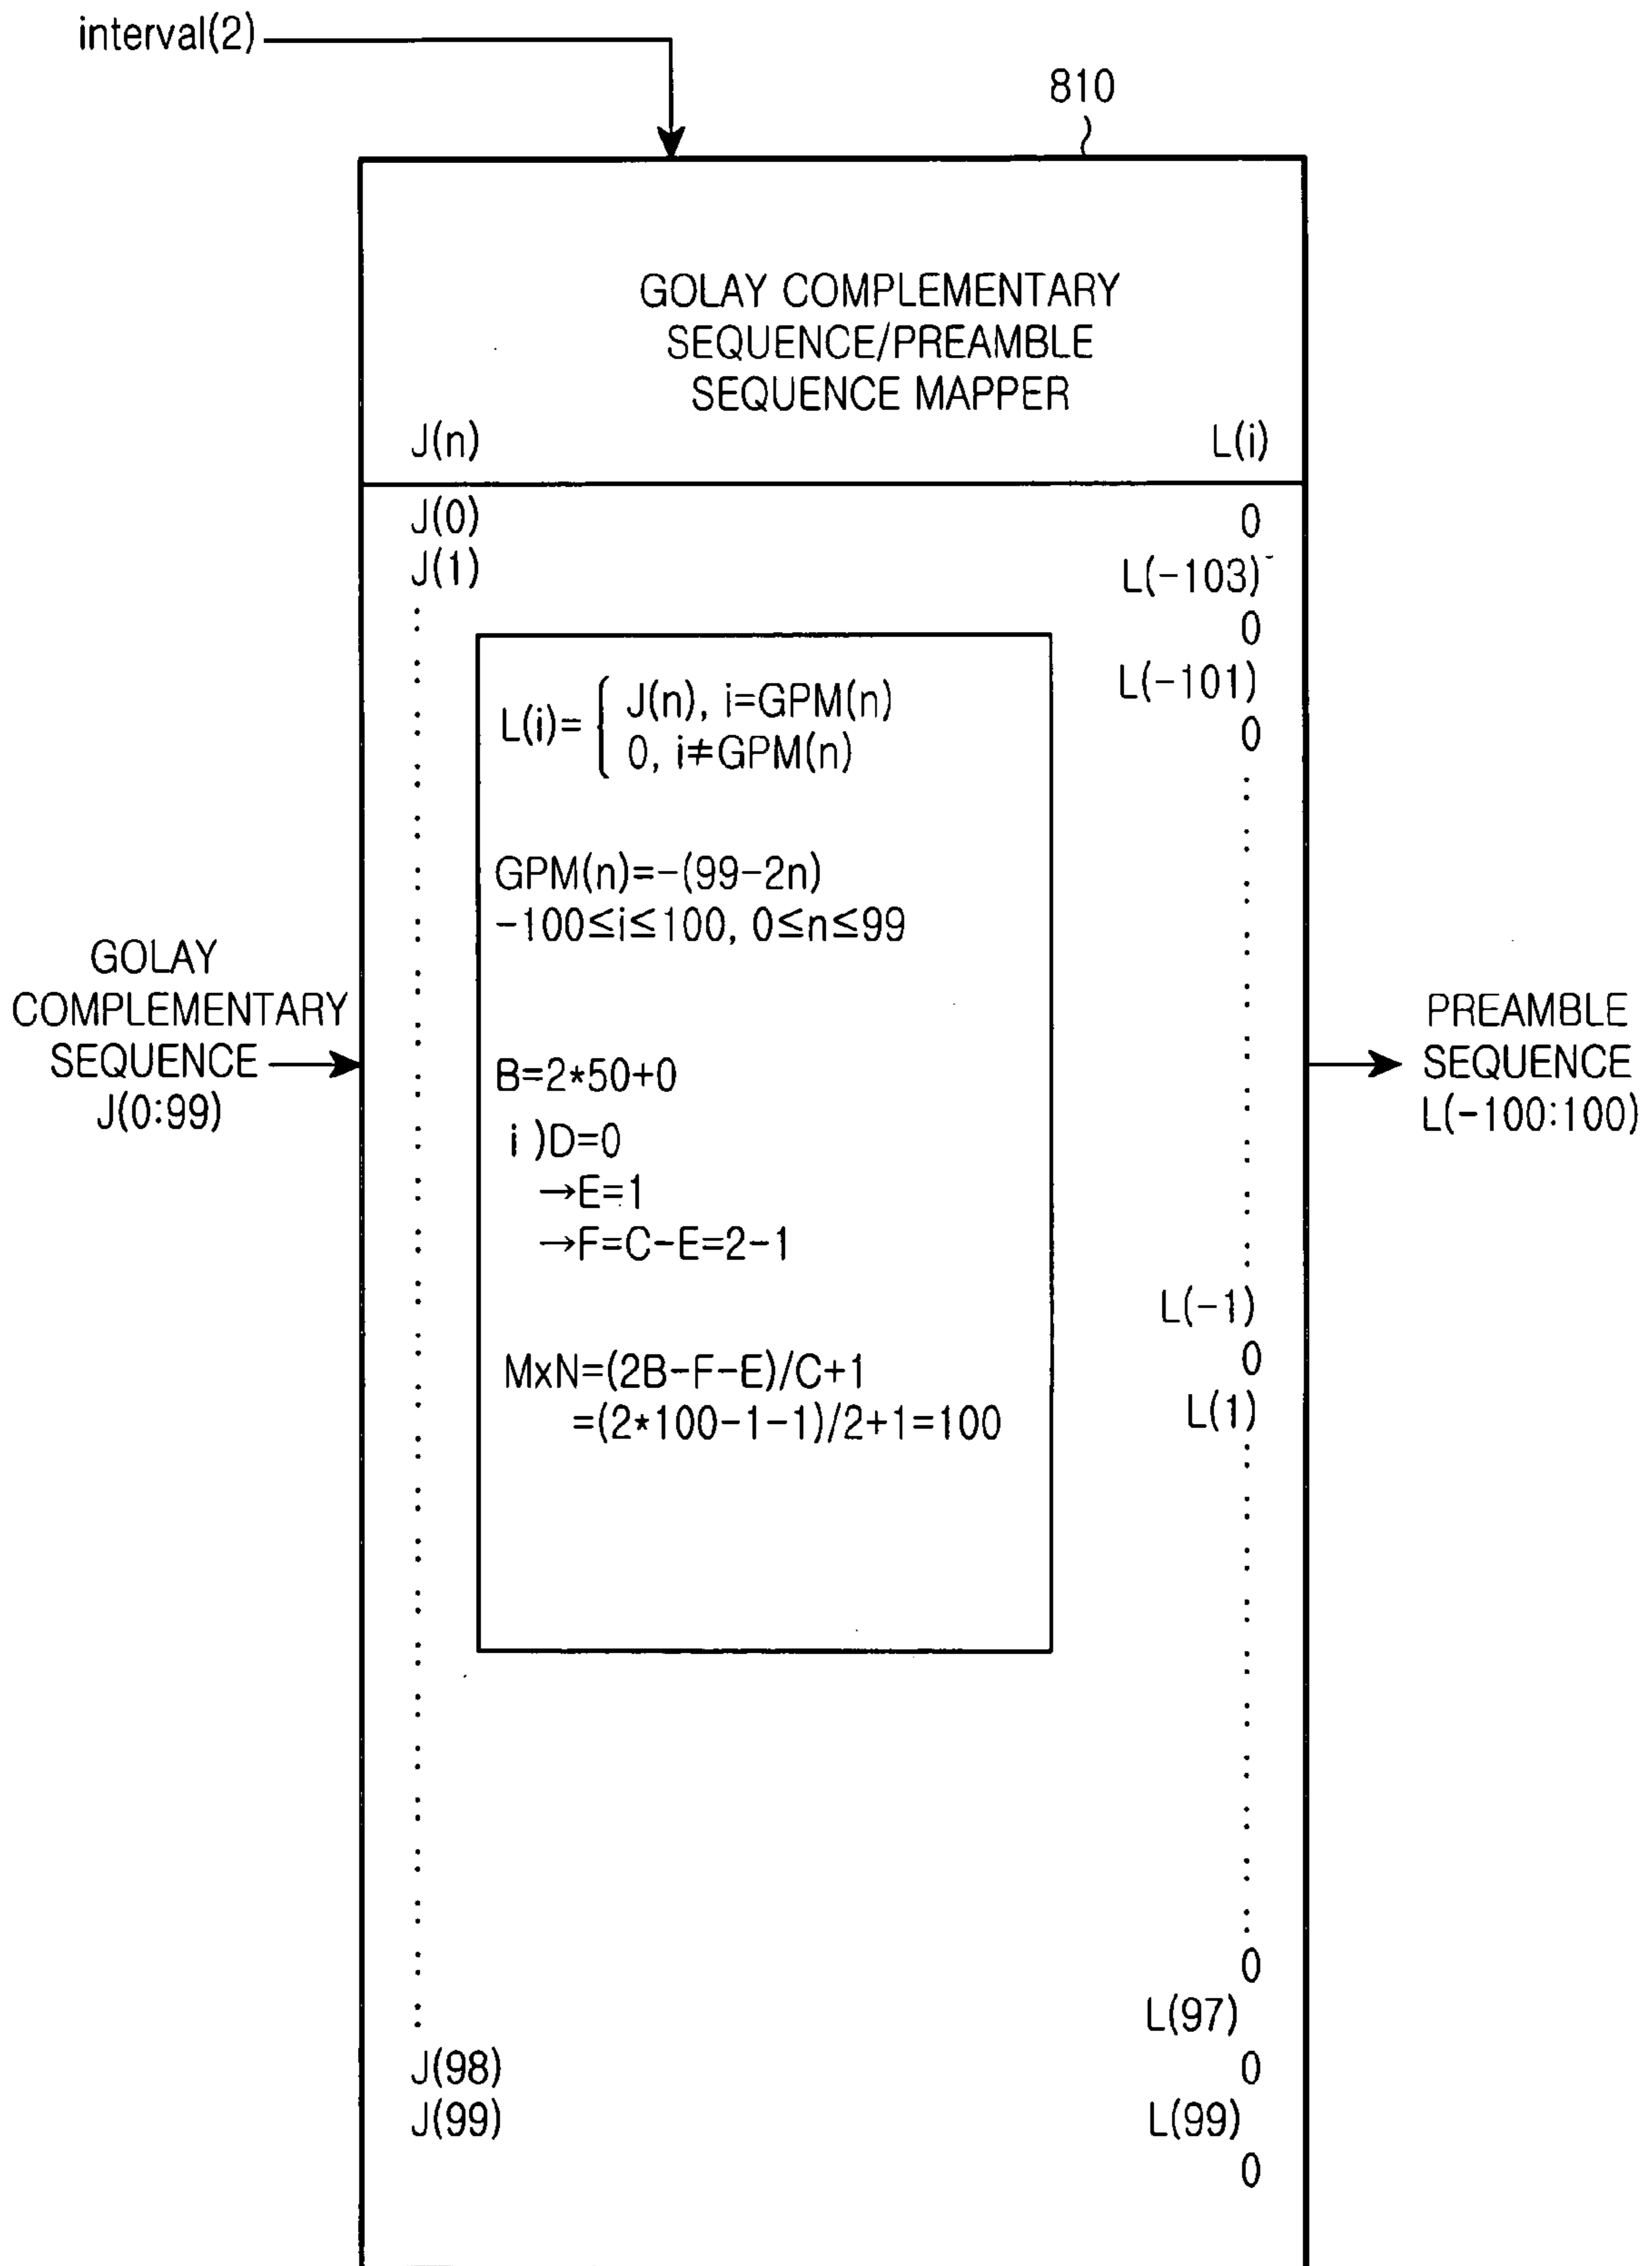 interval(2)
810
GOLAY COMPLEMENTARY
SEQUENCE/PREAMBLE
SEQUENCE MAPPER
J(n)
L(i)
J(0)
0
J(1)
L(-103)
0
L(-101)
0
L(i)= { J(n), i=GPM(n)
0, i≠GPM(n)
GPM(n)=-(99-2n)
-100≤i≤100, 0≤n≤99
B=2*50+0
i )D=0
→E=1
→F=C-E=2-1
MxN=(2B-F-E)/C+1
=(2*100-1-1)/2+1=100
L(-1)
0
L(1)
0
L(97)
J(98)
0
J(99)
L(99)
0
GOLAY
COMPLEMENTARY
SEQUENCE
J(0:99)
PREAMBLE
SEQUENCE
L(-100:100)